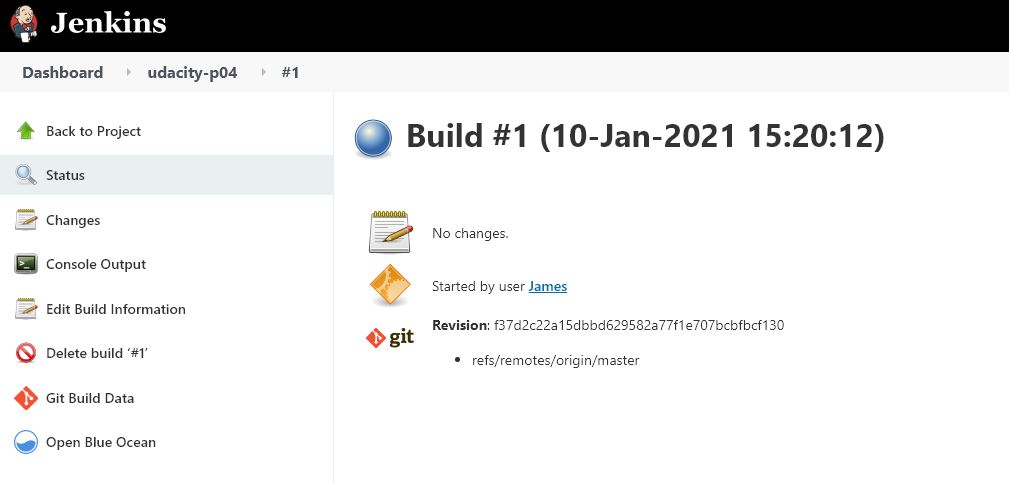 Jenkins
Dashboard udacity-p04 #1
Back to Project
Status
Changes
Console Output
Edit Build Information
Delete build ‘#1’
Git Build Data
Open Blue Ocean
Build #1 (10-Jan-2021 15:20:12)
No changes.
Started by user James
git
Revision: f37d2c22a15dbbd629582a77f1e707bcbfbcf130
refs/remotes/origin/master